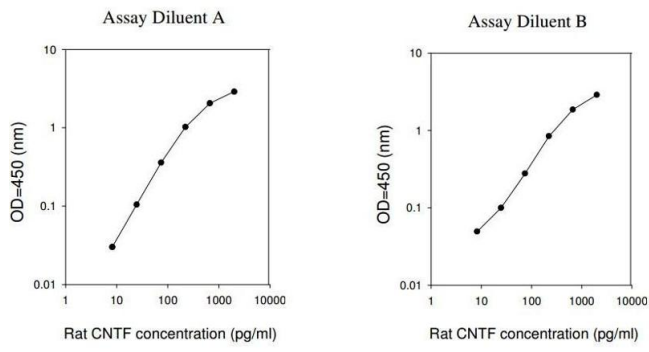 Assay Diluent A
10
1
0.1
0.01
OD=450 (nm)
1 10 100 1000 10000
Rat CNTF concentration (pg/ml)
Assay Diluent B
10
1
0.1
0.01
OD=450 (nm)
1 10 100 1000 10000
Rat CNTF concentration (pg/ml)